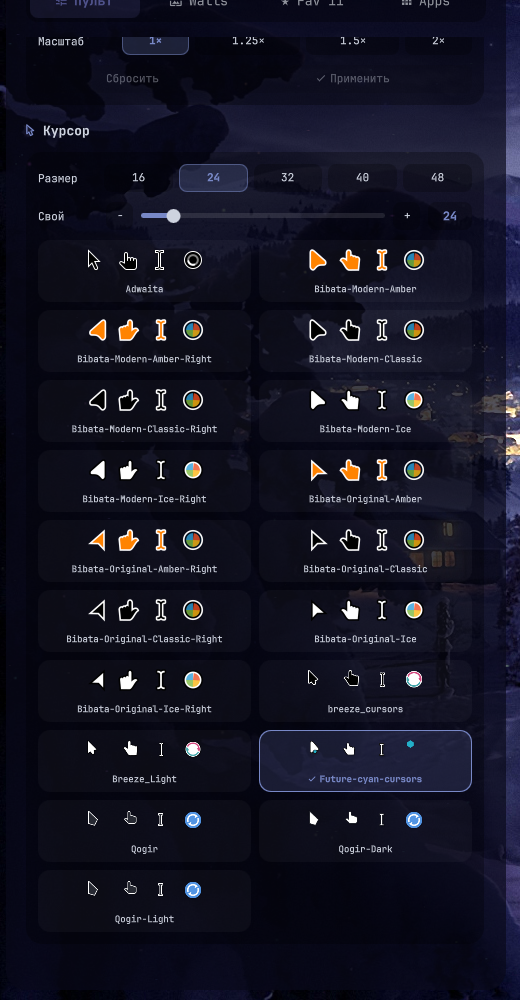 Пульт Walls Fav 11 Apps
Масштаб 1× 1.25× 1.5× 2×
Сбросить ✓ Применить
Курсор
Размер 16 24 32 40 48
Свой - + 24
Adwaita Bibata-Modern-Amber
Bibata-Modern-Amber-Right Bibata-Modern-Classic
Bibata-Modern-Classic-Right Bibata-Modern-Ice
Bibata-Modern-Ice-Right Bibata-Original-Amber
Bibata-Original-Amber-Right Bibata-Original-Classic
Bibata-Original-Classic-Right Bibata-Original-Ice
Bibata-Original-Ice-Right breeze_cursors
Breeze_Light ✓ Future-cyan-cursors
Qogir Qogir-Dark
Qogir-Light